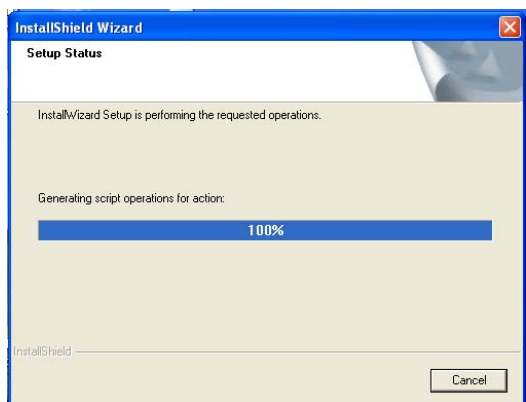 InstallShield Wizard
Setup Status
InstallWizard Setup is performing the requested operations.
Generating script operations for action:
100%
InstallShield
Cancel